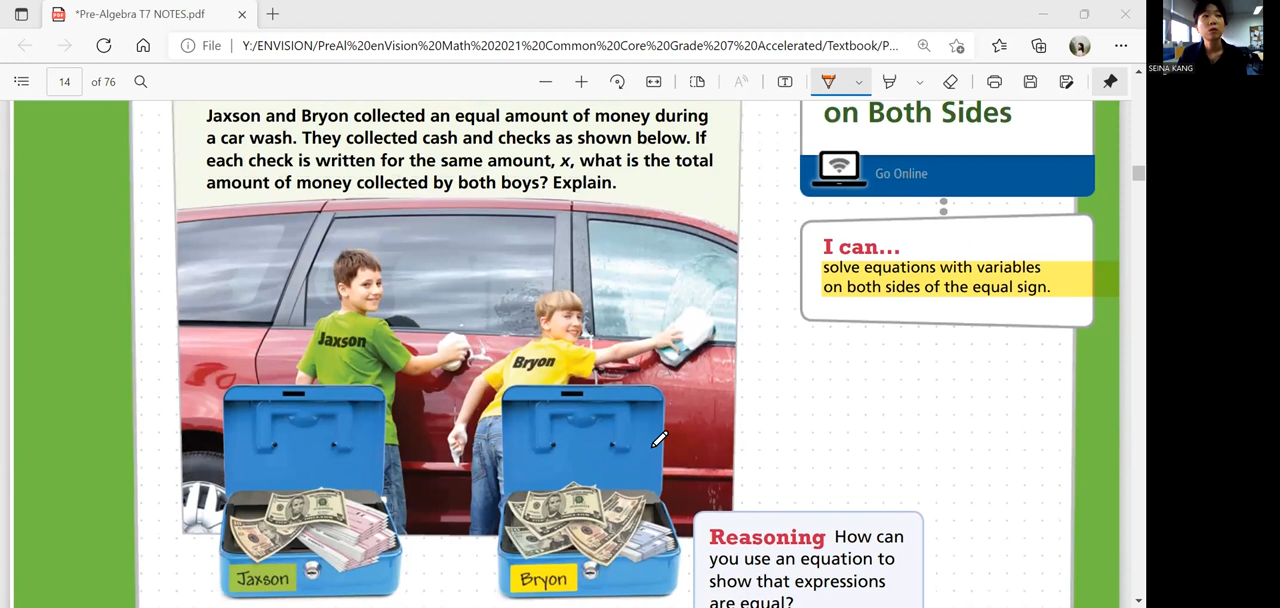 *Pre-Algebra T7 NOTES.pdf
File
Y:/ENVISION/PreAl%20enVision%20Math%202021%20Common%20Core%20Grade%207%20Accelerated/Textbook/P...
14
of 76
SEINA KANG
Jaxson and Bryon collected an equal amount of money during
a car wash. They collected cash and checks as shown below. If
each check is written for the same amount, x, what is the total
amount of money collected by both boys? Explain.
on Both Sides
Go Online
I can...
solve equations with variables
on both sides of the equal sign.
Jaxson
Bryon
Jaxson
Bryon
Reasoning How can
you use an equation to
show that expressions
are equal?